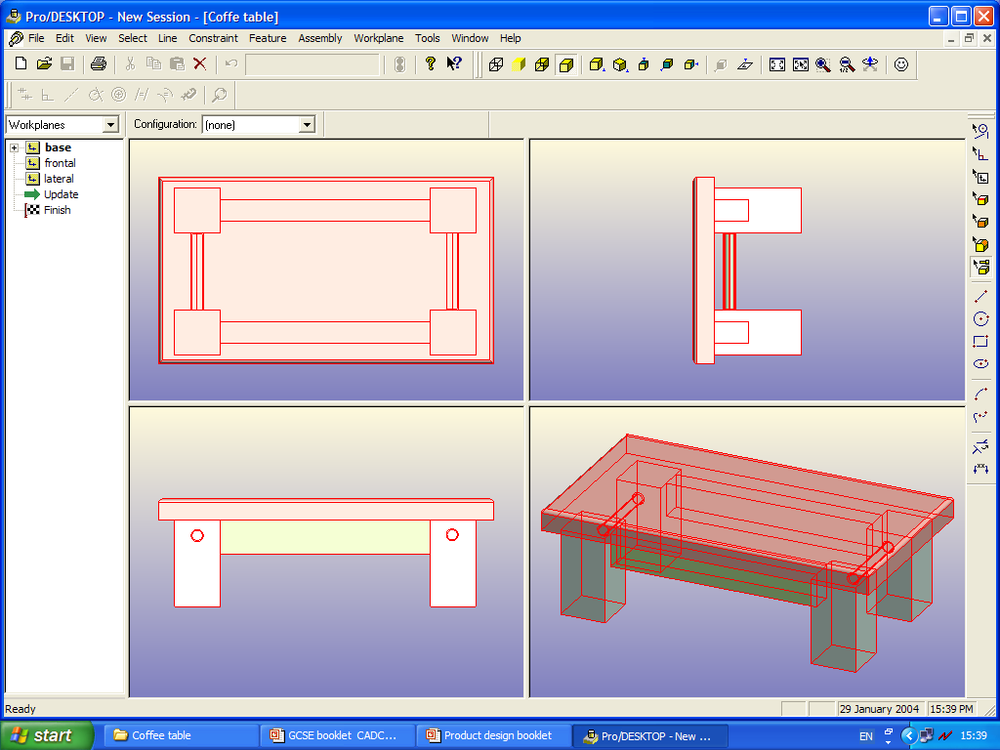 Pro/DESKTOP - New Session - [Coffe table]
File Edit View Select Line Constraint Feature Assembly Workplane Tools Window Help
Workplanes Configuration: (none)
base
frontal
lateral
Update
Finish
Ready 29 January 2004 15:39 PM
start Coffee table GCSE booklet CADC... Product design booklet Pro/DESKTOP - New ... EN 15:39